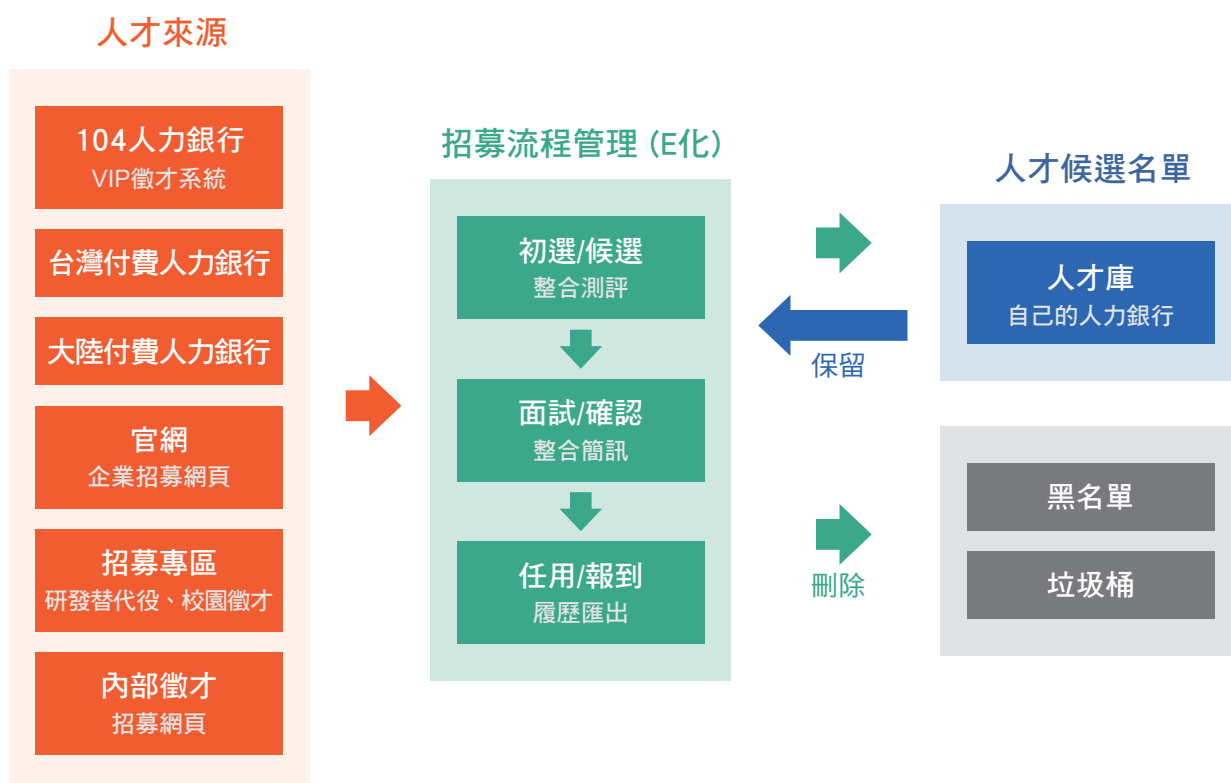 人才來源
104人力銀行
VIP徵才系統
台灣付費人力銀行
大陸付費人力銀行
官網
企業招募網頁
招募專區
研發替代役、校園徵才
內部徵才
招募網頁
招募流程管理 (E化)
初選/候選
整合測評
面試/確認
整合簡訊
任用/報到
履歷匯出
保留
刪除
人才候選名單
人才庫
自己的人力銀行
黑名單
垃圾桶